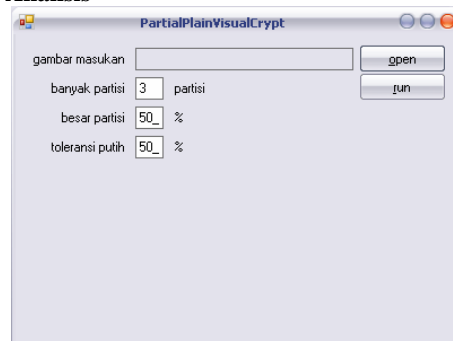 PartialPlainVisualCrypt
gambar masukan open
banyak partisi 3 partisi run
besar partisi 50_ %
toleransi putih 50_ %